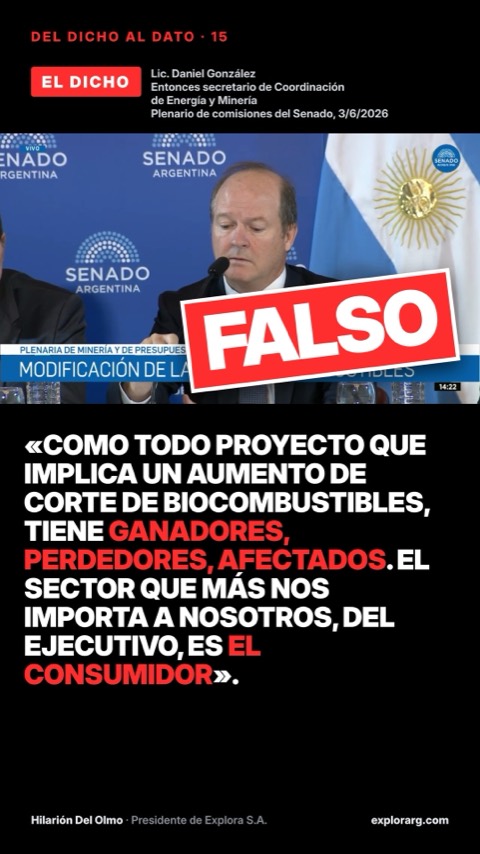 DEL DICHO AL DATO · 15
EL DICHO
Lic. Daniel González
Entonces secretario de Coordinación
de Energía y Minería
Plenario de comisiones del Senado, 3/6/2026
VIVO
ENADO
RGENTINA
SENADO
ARGENTINA
SENADO
SENADO
ARGENTINA
FALSO
PLENARIA DE MINERÍA Y DE PRESUPUES
MODIFICACIÓN DE LA
14:22
«COMO TODO PROYECTO QUE
IMPLICA UN AUMENTO DE
CORTE DE BIOCOMBUSTIBLES,
TIENE GANADORES,
PERDEDORES, AFECTADOS. EL
SECTOR QUE MÁS NOS
IMPORTA A NOSOTROS, DEL
EJECUTIVO, ES EL
CONSUMIDOR».
Hilarión Del Olmo · Presidente de Explora S.A.
explorarg.com